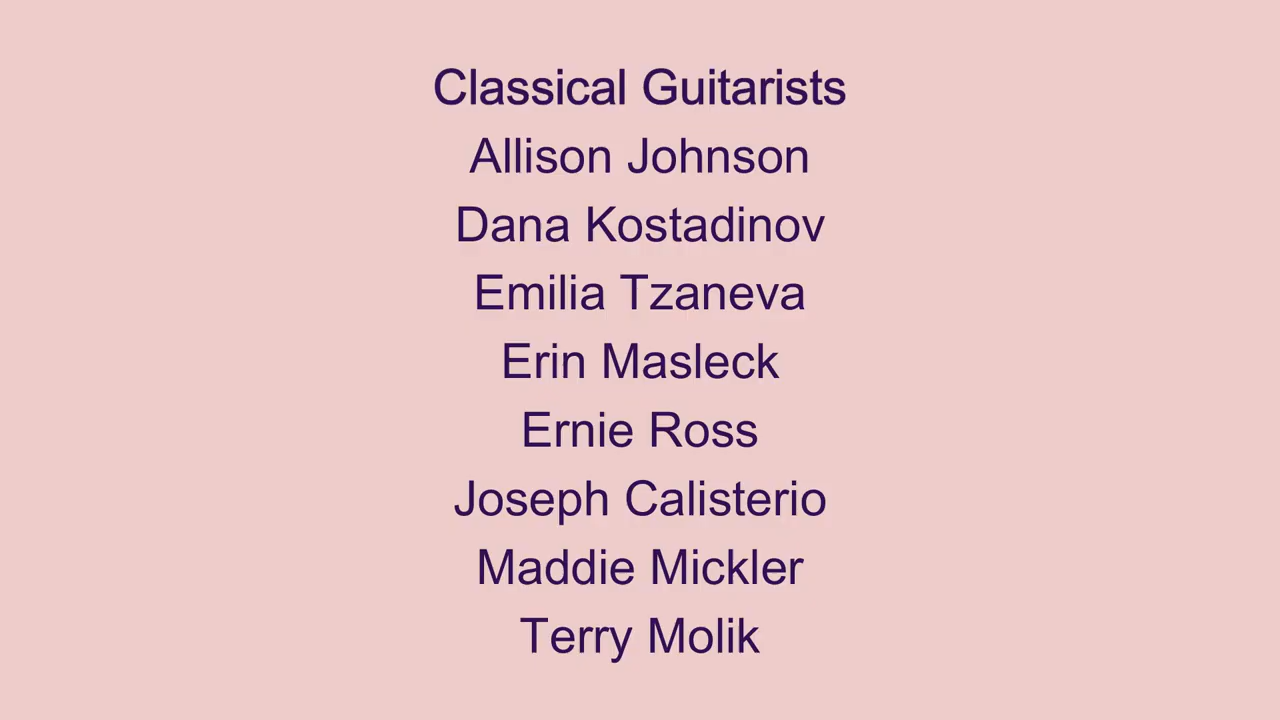 Classical Guitarists
Allison Johnson
Dana Kostadinov
Emilia Tzaneva
Erin Masleck
Ernie Ross
Joseph Calisterio
Maddie Mickler
Terry Molik